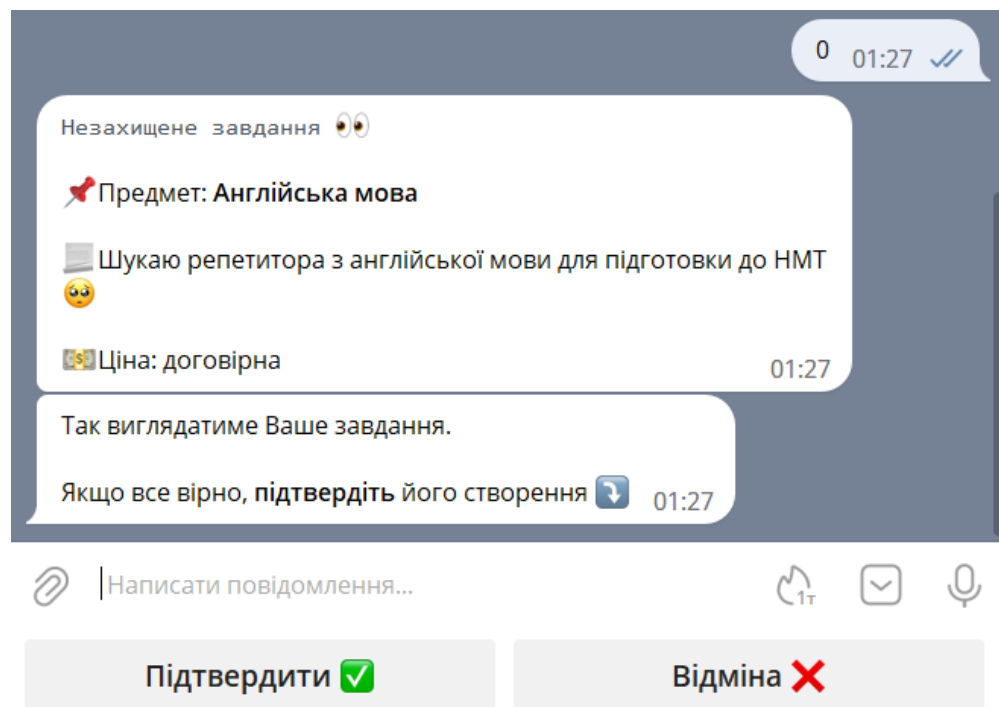 0 01:27
Незахищене завдання 👀
📌Предмет: Англійська мова
📃Шукаю репетитора з англійської мови для підготовки до НМТ
🥺
💵Ціна: договірна
01:27
Так виглядатиме Ваше завдання.
Якщо все вірно, підтвердіть його створення ⤵️ 01:27
Написати повідомлення...
1т
Підтвердити ✅ Відміна ❌